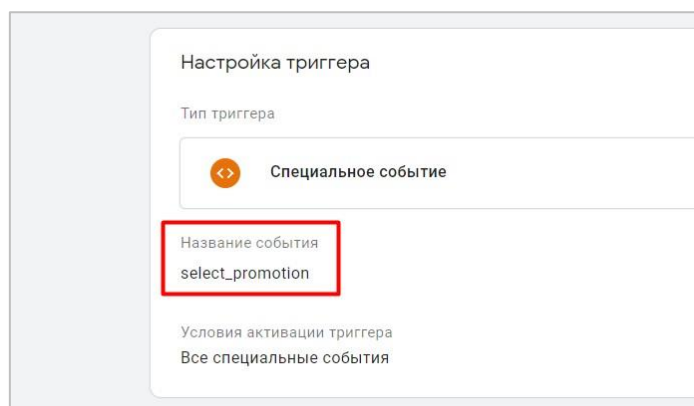 Настройка триггера
Тип триггера
Специальное событие
Название события
select_promotion
Условия активации триггера
Все специальные события